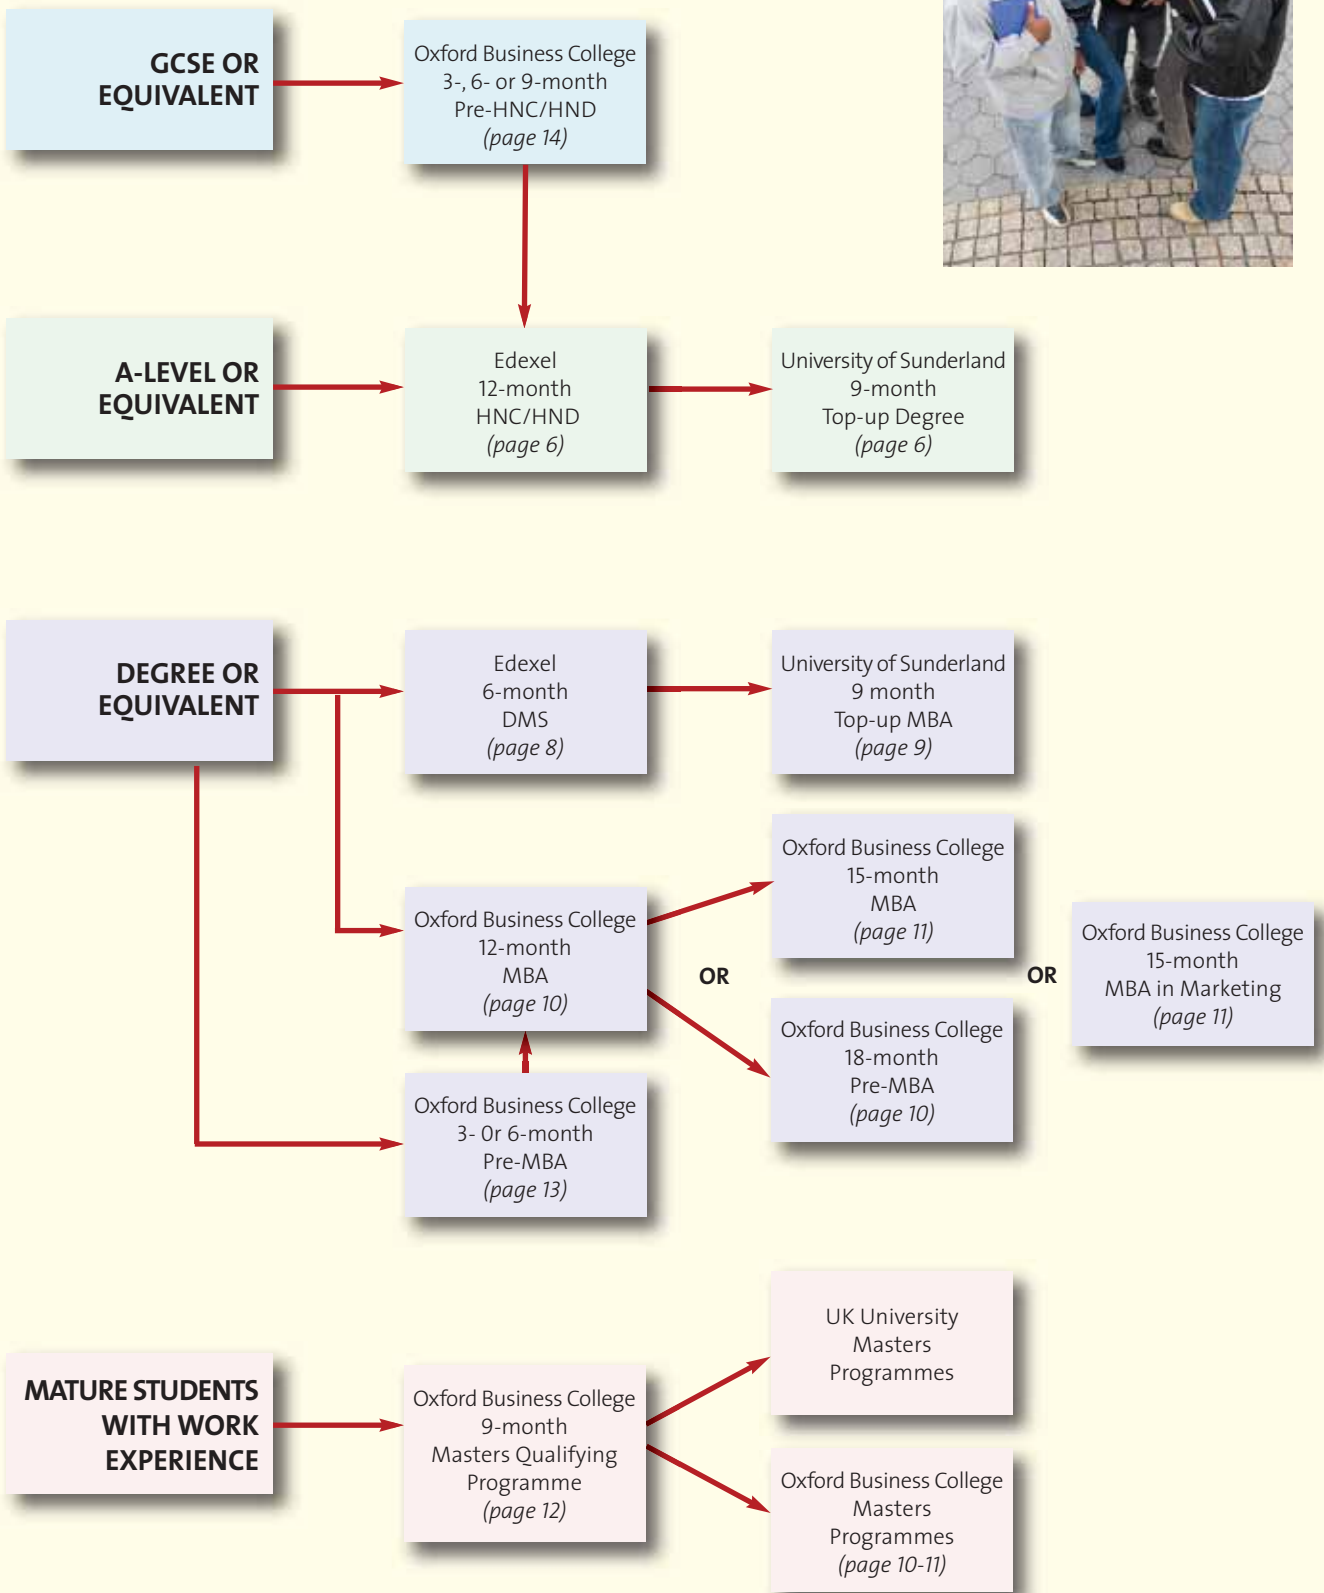 GCSE OR
EQUIVALENT
Oxford Business College
3-, 6- or 9-month
Pre-HNC/HND
(page 14)
A-LEVEL OR
EQUIVALENT
Edexel
12-month
HNC/HND
(page 6)
University of Sunderland
9-month
Top-up Degree
(page 6)
DEGREE OR
EQUIVALENT
Edexel
6-month
DMS
(page 8)
University of Sunderland
9 month
Top-up MBA
(page 9)
Oxford Business College
12-month
MBA
(page 10)
Oxford Business College
15-month
MBA
(page 11)
OR
Oxford Business College
18-month
Pre-MBA
(page 10)
OR
Oxford Business College
15-month
MBA in Marketing
(page 11)
Oxford Business College
3- 0r 6-month
Pre-MBA
(page 13)
MATURE STUDENTS
WITH WORK
EXPERIENCE
Oxford Business College
9-month
Masters Qualifying
Programme
(page 12)
UK University
Masters
Programmes
Oxford Business College
Masters
Programmes
(page 10-11)